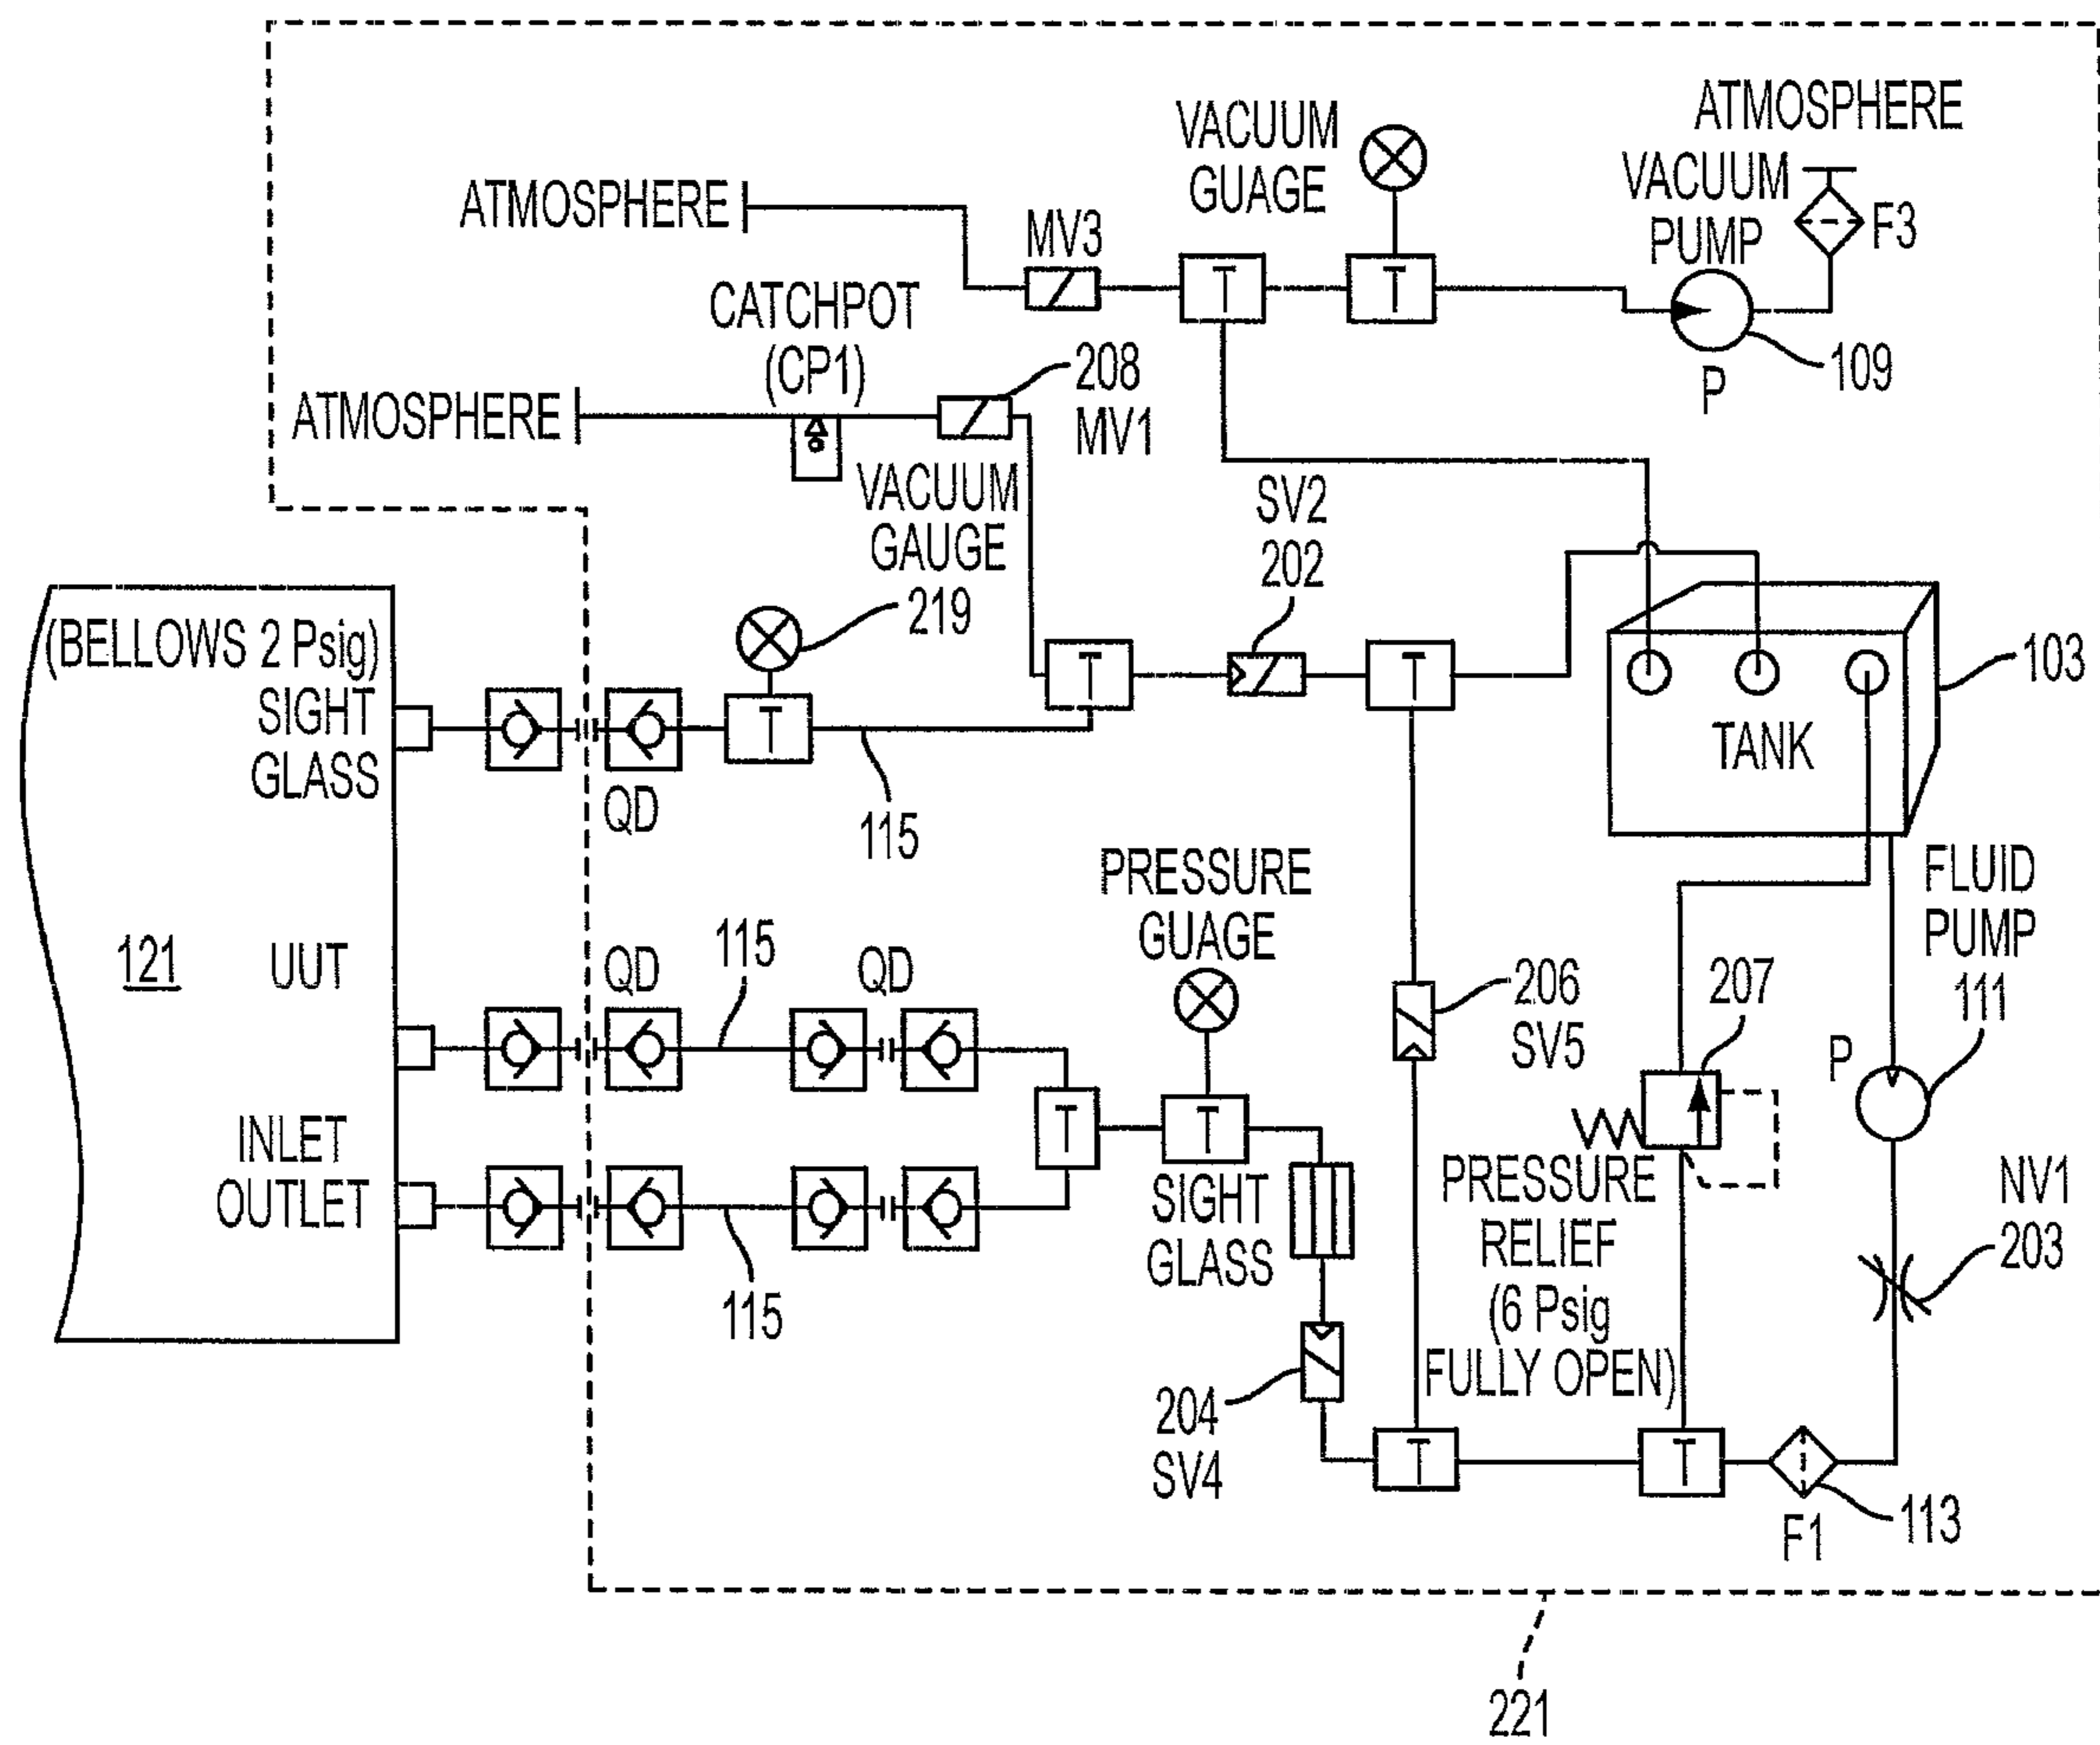 ATMOSPHERE
VACUUM
GUAGE
VACUUM
PUMP
F3
ATMOSPHERE
MV3
109
P
CATCHPOT
(CP1)
208
MV1
ATMOSPHERE
VACUUM
GAUGE
219
SV2
202
T
T
T
T
T
T
103
TANK
(BELLOWS 2 Psig)
SIGHT
GLASS
QD
115
121
UUT
INLET
OUTLET
QD
115
QD
115
PRESSURE
GUAGE
T
T
SIGHT
GLASS
206
SV5
207
FLUID
PUMP
111
P
PRESSURE
RELIEF
(6 Psig
FULLY OPEN)
NV1
203
204
SV4
T
T
F1
113
221